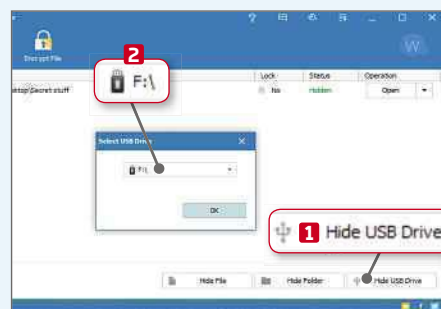 Encrypt File
W
2
F:\
Lock Status Operation
sktop\Secret stuff No Hidden Open
Select USB Drive
F:\
OK
1 Hide USB Drive
Hide File Hide Folder Hide USB Drive